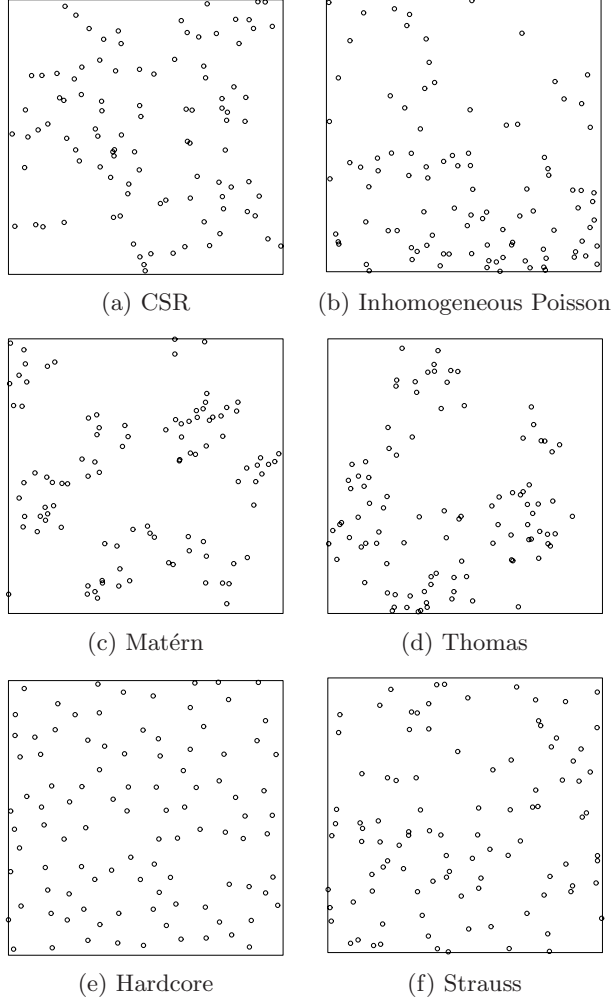 (a) CSR
(b) Inhomogeneous Poisson
(c) Matérn
(d) Thomas
(e) Hardcore
(f) Strauss